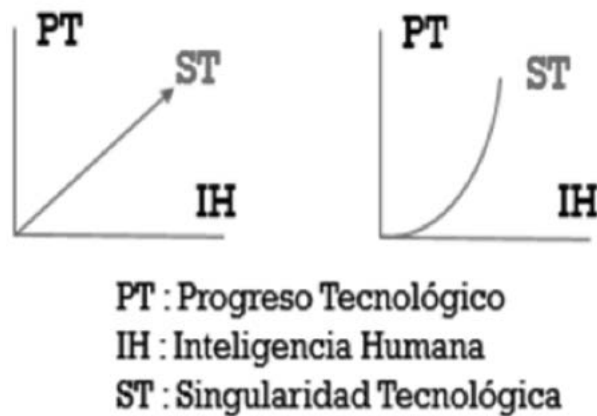 PT
ST
IH
PT
ST
IH
PT : Progreso Tecnológico
IH : Inteligencia Humana
ST : Singularidad Tecnológica